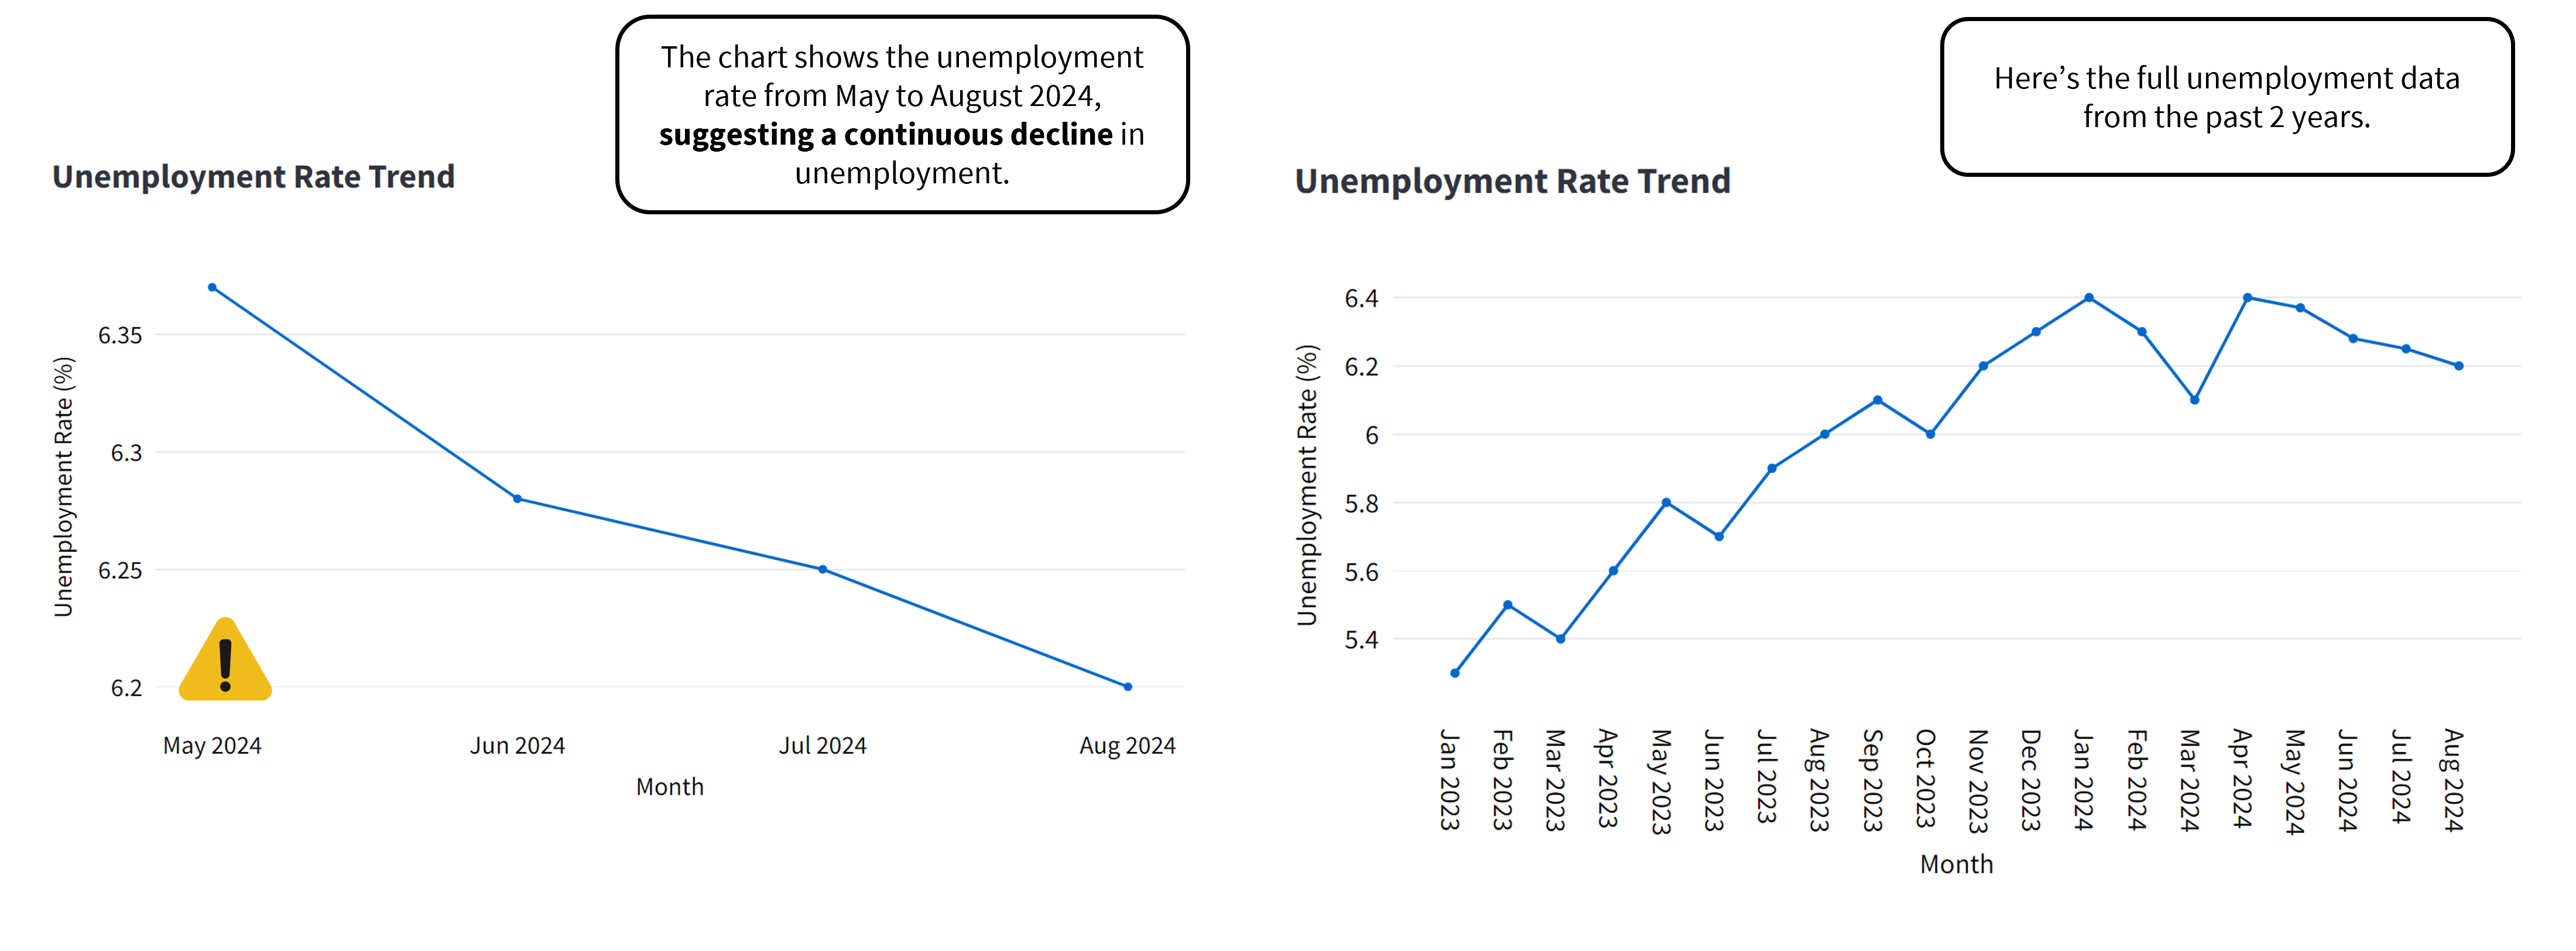 The chart shows the unemployment
rate from May to August 2024,
suggesting a continuous decline in
unemployment.
Unemployment Rate Trend
Unemployment Rate (%)
6.35
6.3
6.25
6.2
!
May 2024
Jun 2024
Jul 2024
Aug 2024
Month
Here’s the full unemployment data
from the past 2 years.
Unemployment Rate Trend
Unemployment Rate (%)
6.4
6.2
6
5.8
5.6
5.4
Jan 2023
Feb 2023
Mar 2023
Apr 2023
May 2023
Jun 2023
Jul 2023
Aug 2023
Sep 2023
Oct 2023
Nov 2023
Dec 2023
Jan 2024
Feb 2024
Mar 2024
Apr 2024
May 2024
Jun 2024
Jul 2024
Aug 2024
Month